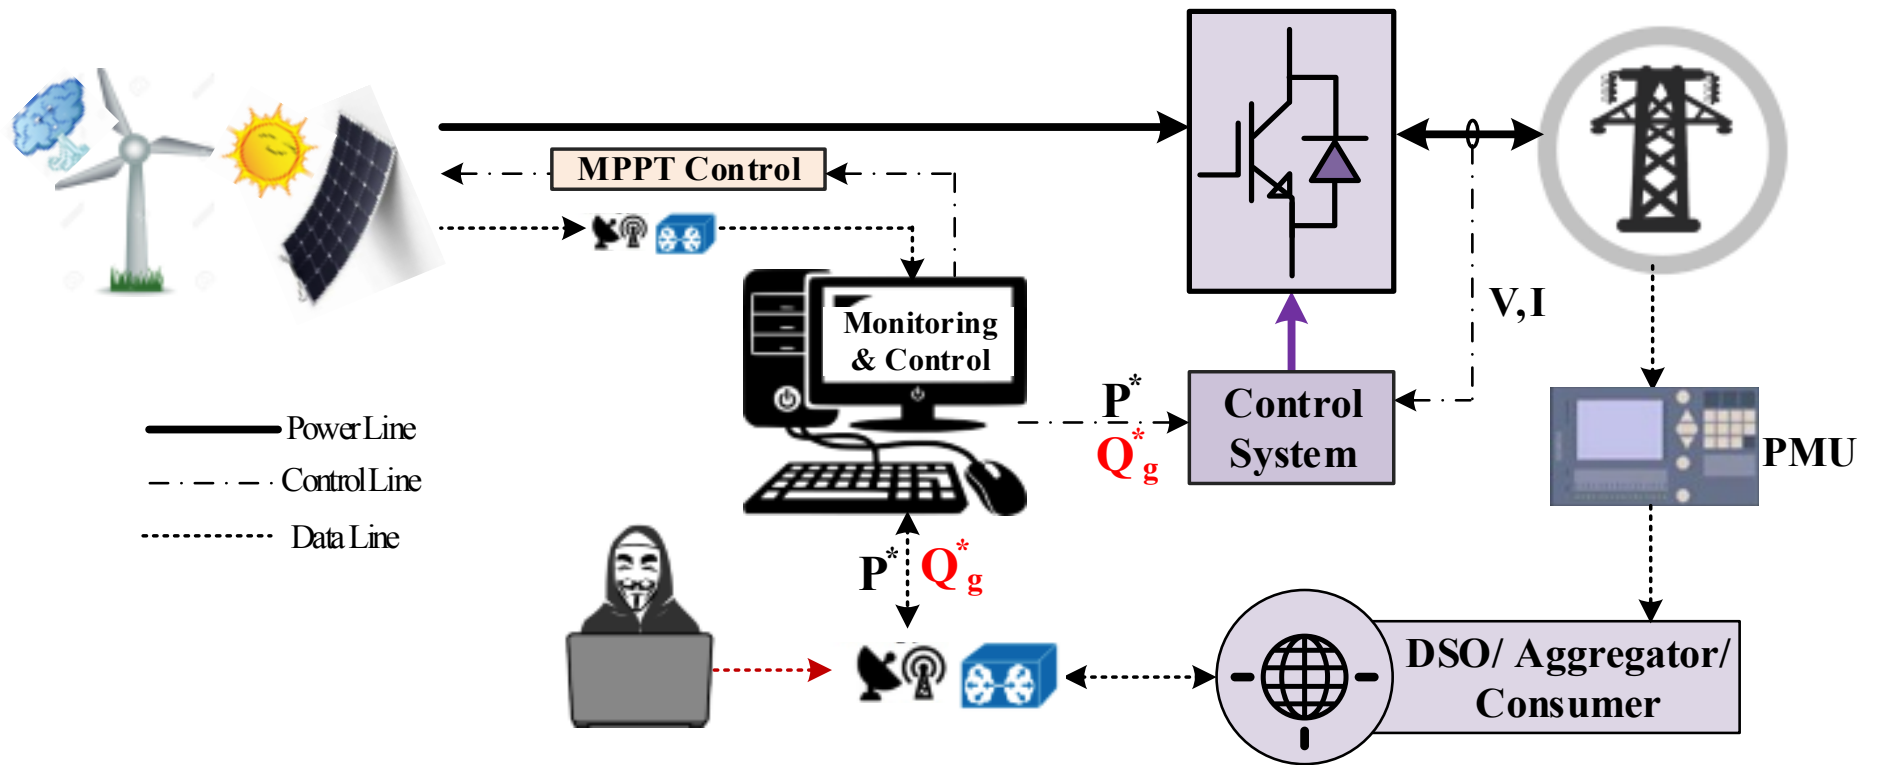 MPPT Control
Monitoring
& Control
V,I
P*
Q*g
Control
System
PMU
Power Line
Control Line
Data Line
P*
Q*g
DSO/ Aggregator/
Consumer